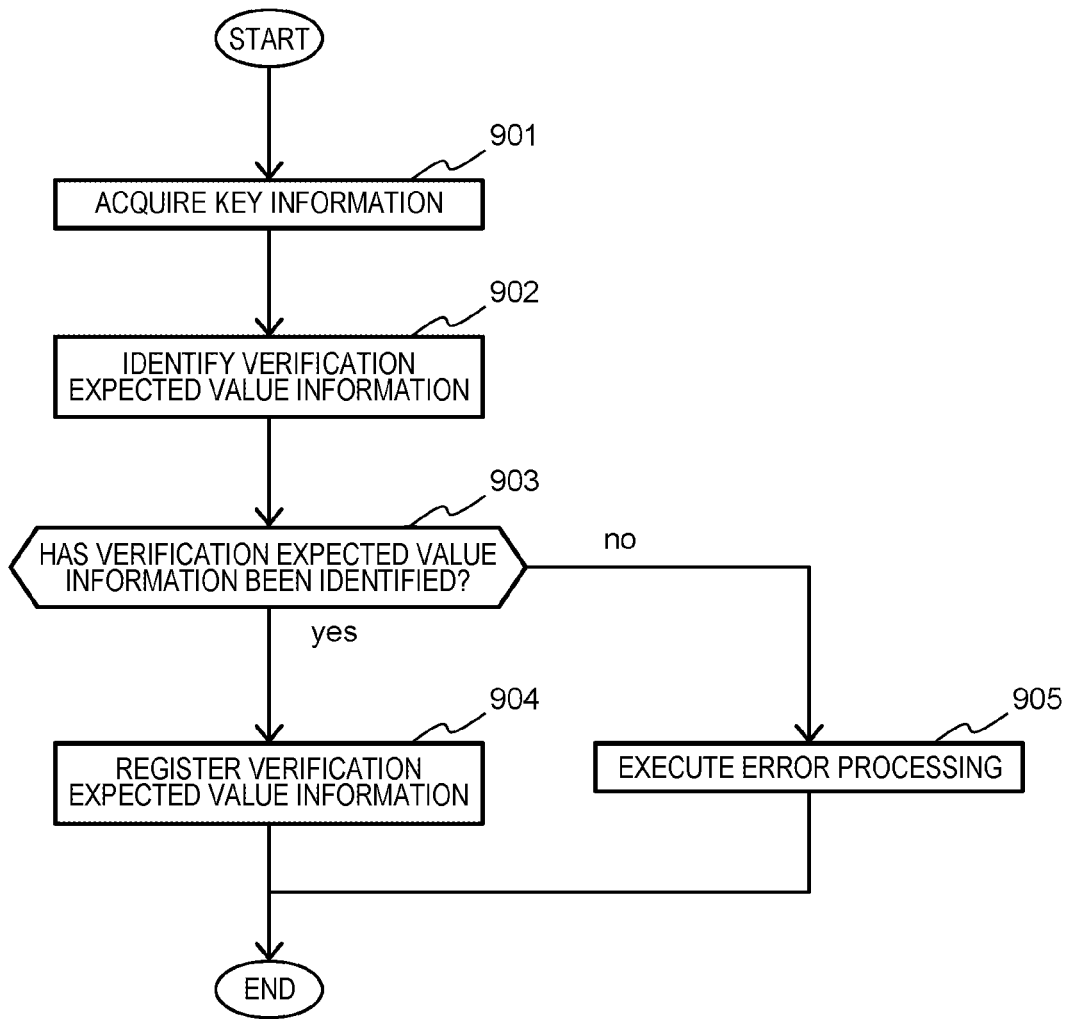 START
901
ACQUIRE KEY INFORMATION
902
IDENTIFY VERIFICATION
EXPECTED VALUE INFORMATION
903
HAS VERIFICATION EXPECTED VALUE
INFORMATION BEEN IDENTIFIED?
no
yes
904
REGISTER VERIFICATION
EXPECTED VALUE INFORMATION
905
EXECUTE ERROR PROCESSING
END